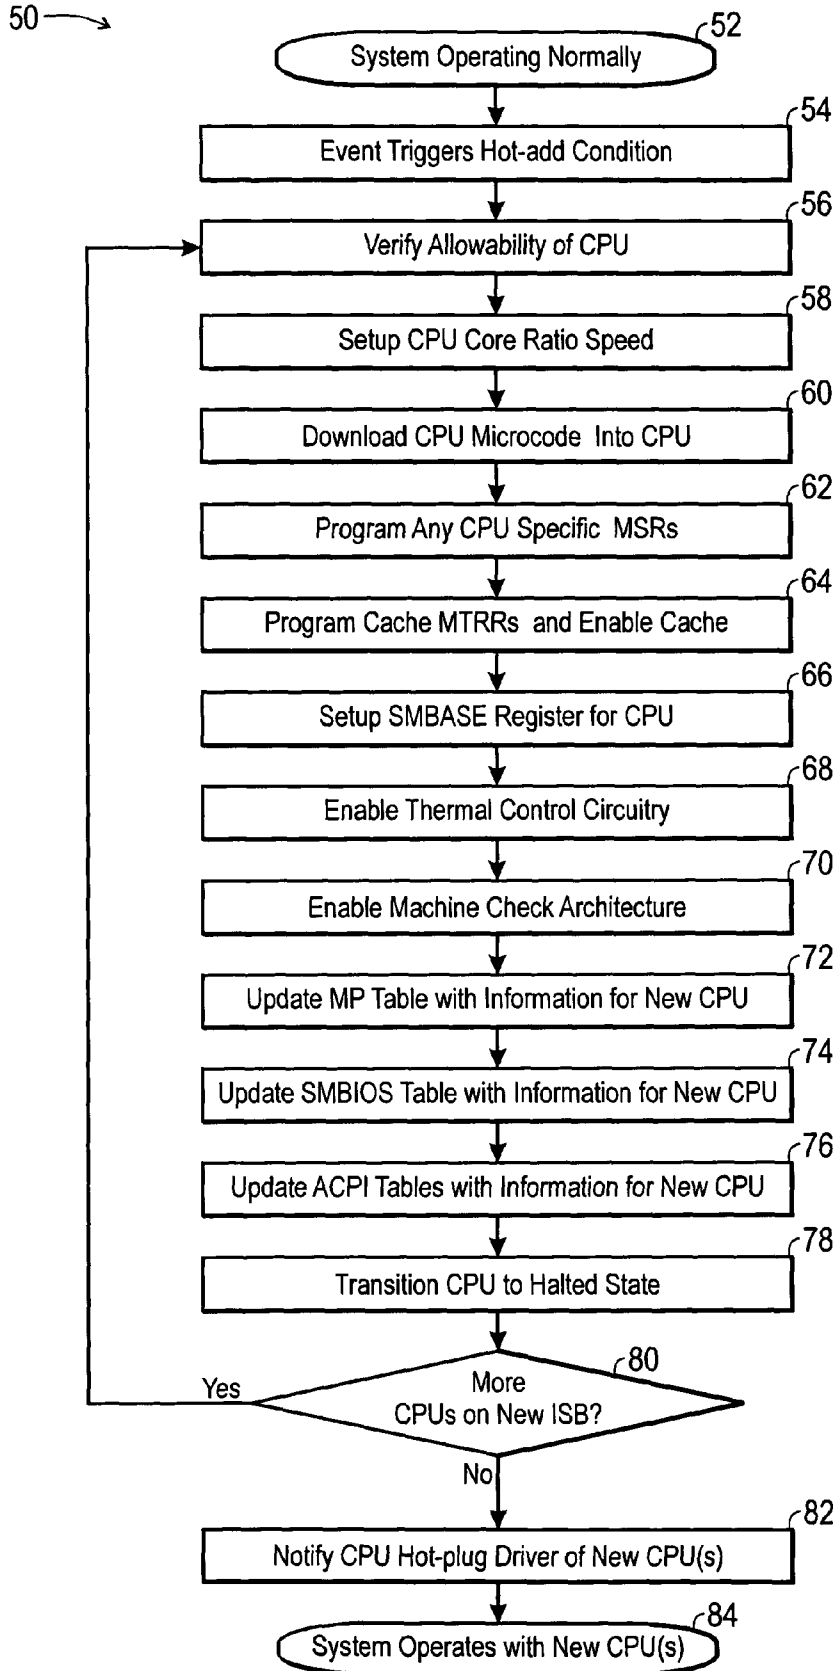 50
52
System Operating Normally
54
Event Triggers Hot-add Condition
56
Verify Allowability of CPU
58
Setup CPU Core Ratio Speed
60
Download CPU Microcode Into CPU
62
Program Any CPU Specific MSRs
64
Program Cache MTRRs and Enable Cache
66
Setup SMBASE Register for CPU
68
Enable Thermal Control Circuitry
70
Enable Machine Check Architecture
72
Update MP Table with Information for New CPU
74
Update SMBIOS Table with Information for New CPU
76
Update ACPI Tables with Information for New CPU
78
Transition CPU to Halted State
80
Yes
More
CPUs on New ISB?
No
82
Notify CPU Hot-plug Driver of New CPU(s)
84
System Operates with New CPU(s)